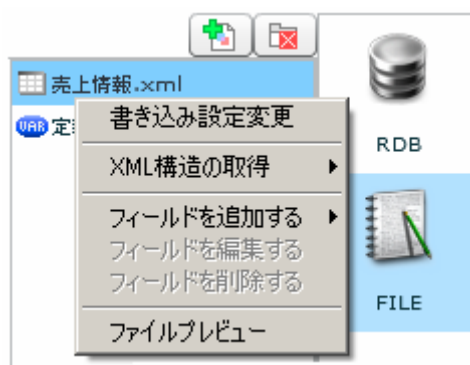 売上情報.xml
VAR 定
書き込み設定変更
XML構造の取得
フィールドを追加する
フィールドを編集する
フィールドを削除する
ファイルプレビュー
RDB
FILE